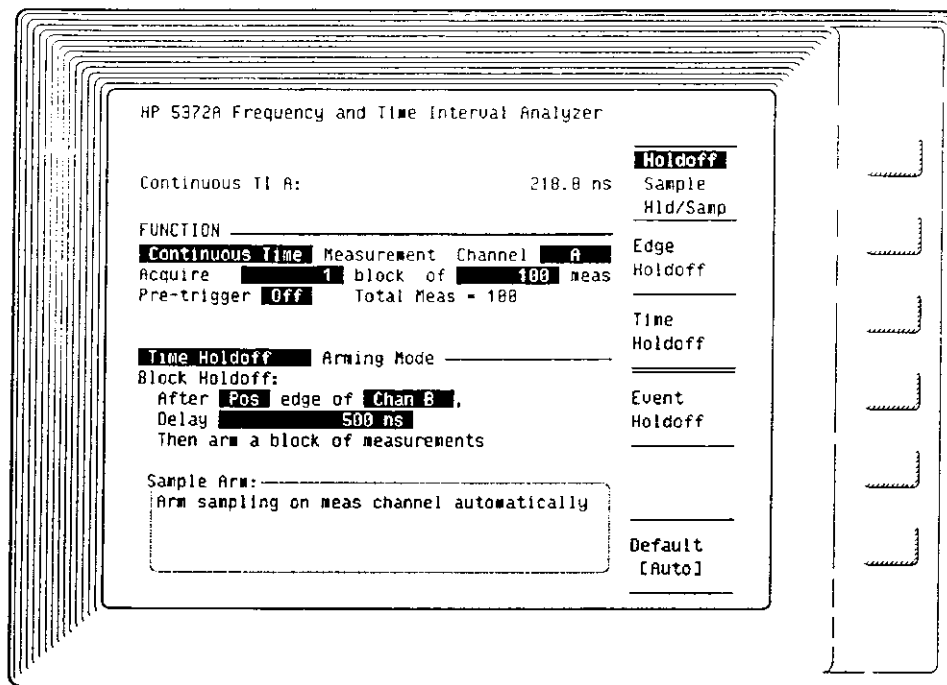 HP 5372A Frequency and Time Interval Analyzer
Continuous TI A: 218.8 ns
FUNCTION
Continuous Time Measurement Channel A
Acquire 1 block of 100 meas
Pre-trigger Off Total Meas = 100
Time Holdoff Arming Mode
Block Holdoff:
After Pos edge of Chan B ,
Delay 500 ns
Then arm a block of measurements
Sample Arm:
Arm sampling on meas channel automatically
Holdoff
Sample
Hld/Samp
Edge
Holdoff
Time
Holdoff
Event
Holdoff
Default
[Auto]